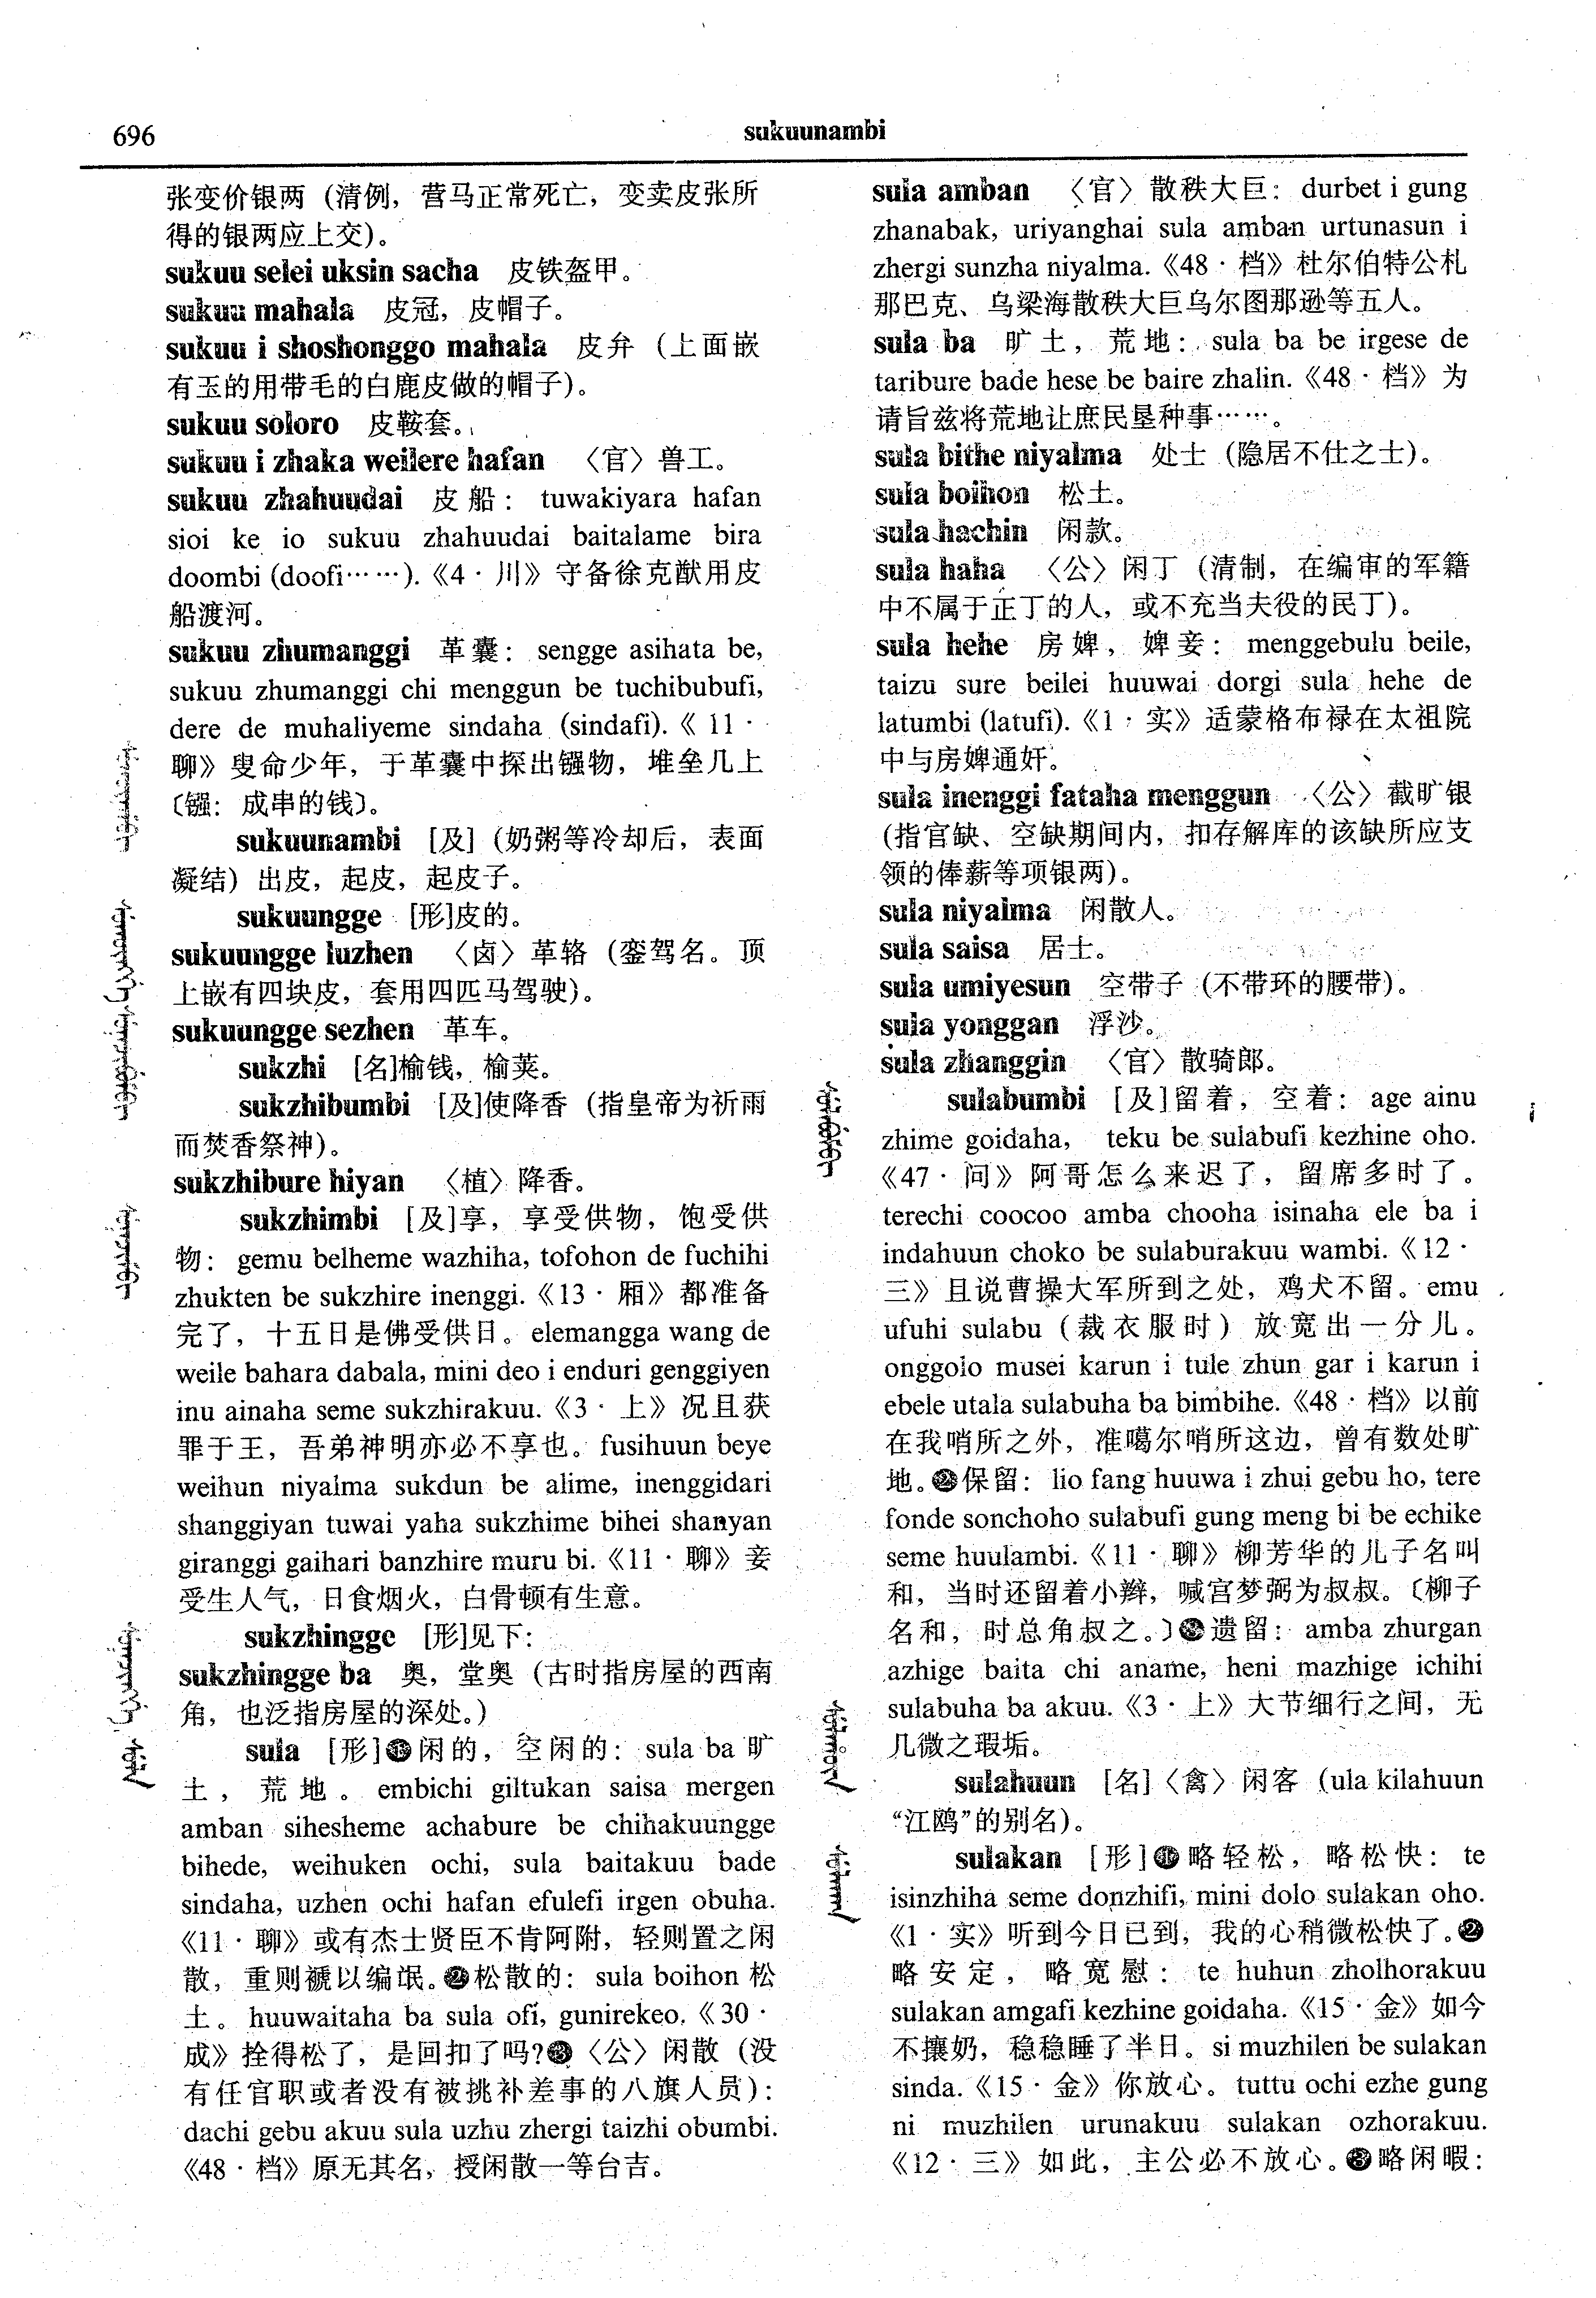 696
sukuunambi
张变价银两（清例，营马正常死亡，变卖皮张所
得的银两应上交）。
sukuu selei uksin sacha 皮铁盔甲。
sukuu mahala 皮冠，皮帽子。
sukuu i shoshonggo mahala 皮弁（上面嵌
有玉的用带毛的白鹿皮做的帽子）。
sukuu soloro 皮鞍套。
sukuu i zhaka weilere hafan 〈官〉兽工。
sukuu zhahuudai 皮船：tuwakiyara hafan
sioi ke io sukuu zhahuudai baitalame bira
doombi (doofi……).《4·川》守备徐克猷用皮
船渡河。
sukuu zhumanggi 革囊：sengge asihata be,
sukuu zhumanggi chi menggun be tuchibubufi,
dere de muhaliyeme sindaha (sindafi).《11·
聊》叟命少年，于革囊中探出镪物，堆垒几上
〔镪：成串的钱〕。
sukuunambi [及]（奶粥等冷却后，表面
凝结）出皮，起皮，起皮子。
sukuungge [形]皮的。
sukuungge luzhen 〈卤〉革辂（銮驾名。顶
上嵌有四块皮，套用四匹马驾驶）。
sukuungge sezhen 革车。
sukzhi [名]榆钱，榆荚。
sukzhibumbi [及]使降香（指皇帝为祈雨
而焚香祭神）。
sukzhibure hiyan 〈植〉降香。
sukzhimbi [及]享，享受供物，饱受供
物：gemu belheme wazhiha, tofohon de fuchihi
zhukten be sukzhire inenggi.《13·厢》都准备
完了，十五日是佛受供日。elemangga wang de
weile bahara dabala, mini deo i enduri genggiyen
inu ainaha seme sukzhirakuu.《3·上》况且获
罪于王，吾弟神明亦必不享也。fusihuun beye
weihun niyalma sukdun be alime, inenggidari
shanggiyan tuwai yaha sukzhime bihei shanyan
giranggi gaihari banzhire muru bi.《11·聊》妾
受生人气，日食烟火，白骨顿有生意。
sukzhingge [形]见下：
sukzhingge ba 奥，堂奥（古时指房屋的西南
角，也泛指房屋的深处。）
sula [形]❶闲的，空闲的：sula ba 旷
土，荒地。embichi giltukan saisa mergen
amban sihesheme achabure be chihakuungge
bihede, weihuken ochi, sula baitakuu bade
sindaha, uzhen ochi hafan efulefi irgen obuha.
《11·聊》或有杰士贤臣不肯阿附，轻则置之闲
散，重则褫以编氓。❷松散的：sula boihon 松
土。huuwaitaha ba sula ofi, gunirekeo.《30·
成》拴得松了，是回扣了吗?❸〈公〉闲散（没
有任官职或者没有被挑补差事的八旗人员）：
dachi gebu akuu sula uzhu zhergi taizhi obumbi.
《48·档》原无其名，授闲散一等台吉。
sula amban 〈官〉散秩大臣：durbet i gung
zhanabak, uriyanghai sula amban urtunasun i
zhergi sunzha niyalma.《48·档》杜尔伯特公札
那巴克、乌梁海散秩大臣乌尔图那逊等五人。
sula ba 旷土，荒地：sula ba be irgese de
taribure bade hese be baire zhalin.《48·档》为
请旨兹将荒地让庶民垦种事……。
sula bithe niyalma 处士（隐居不仕之士）。
sula boihon 松土。
sula hachin 闲款。
sula haha 〈公〉闲丁（清制，在编审的军籍
中不属于正丁的人，或不充当夫役的民丁）。
sula hehe 房婢，婢妾：menggebulu beile,
taizu sure beilei huuwai dorgi sula hehe de
latumbi (latufi).《1·实》适蒙格布禄在太祖院
中与房婢通奸。
sula inenggi fataha menggun 〈公〉截旷银
（指官缺、空缺期间内，扣存解库的该缺所应支
领的俸薪等项银两）。
sula niyalma 闲散人。
sula saisa 居士。
sula umiyesun 空带子（不带环的腰带）。
sula yonggan 浮沙。
sula zhanggin 〈官〉散骑郎。
sulabumbi [及]留着，空着：age ainu
zhime goidaha, teku be sulabufi kezhine oho.
《47·问》阿哥怎么来迟了，留席多时了。
terechi coocoo amba chooha isinaha ele ba i
indahuun choko be sulaburakuu wambi.《12·
三》且说曹操大军所到之处，鸡犬不留。emu
ufuhi sulabu（裁衣服时）放宽出一分儿。
onggolo musei karun i tule zhun gar i karun i
ebele utala sulabuha ba bimbihe.《48·档》以前
在我哨所之外，准噶尔哨所这边，曾有数处旷
地。❷保留：lio fang huuwa i zhui gebu ho, tere
fonde sonchoho sulabufi gung meng bi be echike
seme huulambi.《11·聊》柳芳华的儿子名叫
和，当时还留着小辫，喊宫梦弼为叔叔。〔柳子
名和，时总角叔之。〕❸遗留：amba zhurgan
azhige baita chi aname, heni mazhige ichihi
sulabuha ba akuu.《3·上》大节细行之间，无
几微之瑕垢。
sulahuun [名]〈禽〉闲客（ula kilahuun
“江鸥”的别名）。
sulakan [形]❶略轻松，略松快：te
isinzhiha seme donzhifi, mini dolo sulakan oho.
《1·实》听到今日已到，我的心稍微松快了。❷
略安定，略宽慰：te huhun zholhorakuu
sulakan amgafi kezhine goidaha.《15·金》如今
不攘奶，稳稳睡了半日。si muzhilen be sulakan
sinda.《15·金》你放心。tuttu ochi ezhe gung
ni muzhilen urunakuu sulakan ozhorakuu.
《12·三》如此，主公必不放心。❸略闲暇：